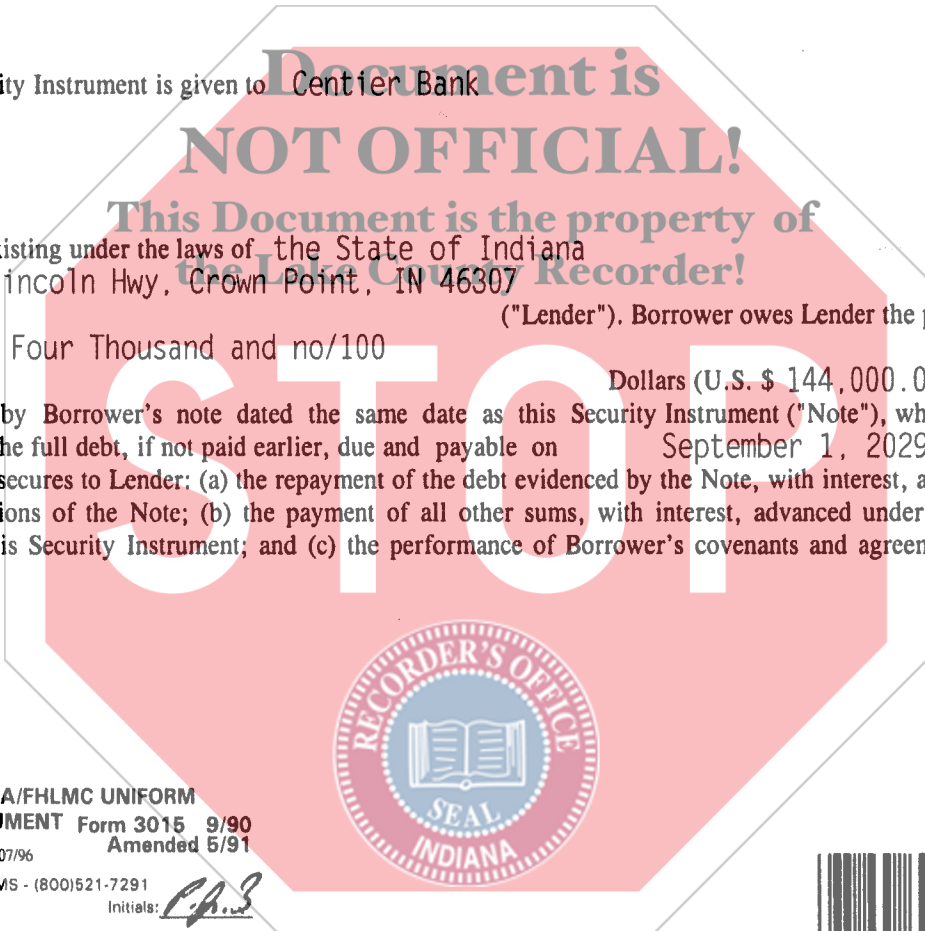 ity Instrument is given to Centier Bank
Document is
NOT OFFICIAL!
This Document is the property of
the Lake County Recorder!
isting under the laws of the State of Indiana
incoln Hwy, Crown Point, IN 46307
("Lender"). Borrower owes Lender the p
Four Thousand and no/100
Dollars (U.S. $ 144,000.0
STOP
by Borrower's note dated the same date as this Security Instrument ("Note"), wh
he full debt, if not paid earlier, due and payable on September 1, 2029
secures to Lender: (a) the repayment of the debt evidenced by the Note, with interest, a
ions of the Note; (b) the payment of all other sums, with interest, advanced under
is Security Instrument; and (c) the performance of Borrower's covenants and agreen
RECORDER'S OFFICE
SEAL
INDIANA
A/FHLMC UNIFORM
UMENT Form 3015 9/90
Amended 5/91
07/96
MS - (800)521-7291
Initials: